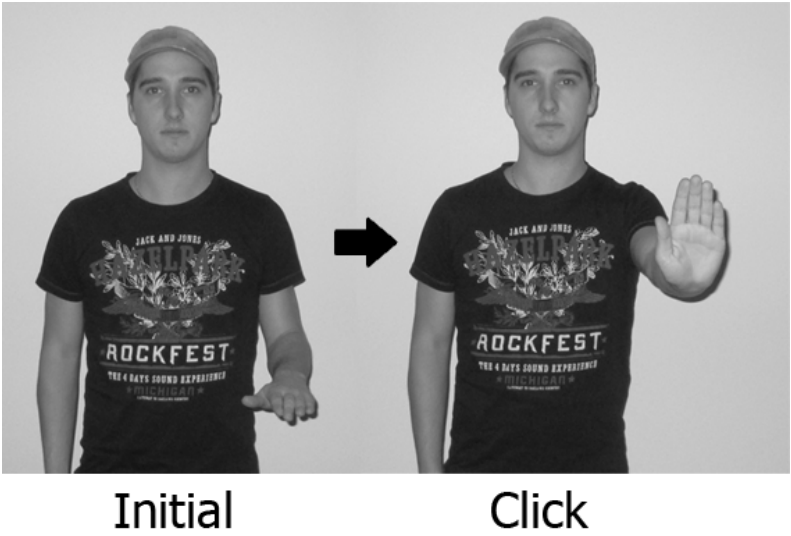 JACK AND JONES
ROCKFEST
THE 4 DAYS SOUND EXPERIENCE
MICHIGAN
JACK AND JONES
ROCKFEST
THE 4 DAYS SOUND EXPERIENCE
MICHIGAN
Initial
Click